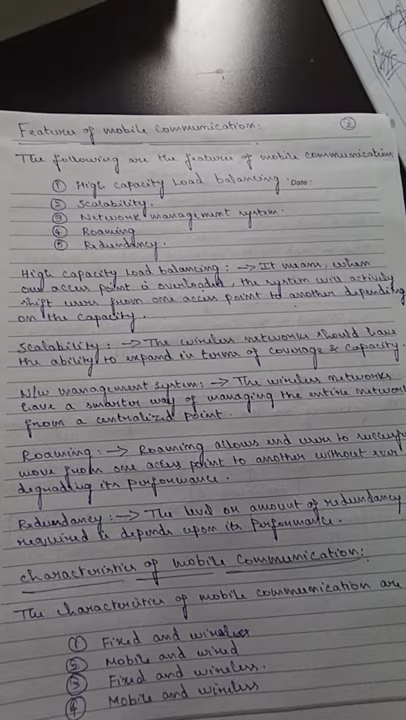 Features of mobile communication: ②
The following are the features of mobile communication
① High capacity Load balancing Date:
② Scalability.
③ Network management system.
④ Roaming
⑤ Redundancy.
High capacity Load balancing: → It means, when
our access point is overloaded, the system will actively
shift users from one access point to another depending
on the capacity.
Scalability: → The wireless networks should have
the ability to expand in terms of coverage & capacity.
N/w management system: → The wireless networks
have a smarter way of managing the entire network
from a centralized point.
Roaming: → Roaming allows end users to successful
move from one access point to another without ever
degrading its performance.
Redundancy: → The level or amount of redundancy
required is depends upon its performance.
characteristics of mobile communication:
The characteristics of mobile communication are
① Fixed and wireless
② Mobile and wired
③ Fixed and wireless.
④ Mobile and wireless